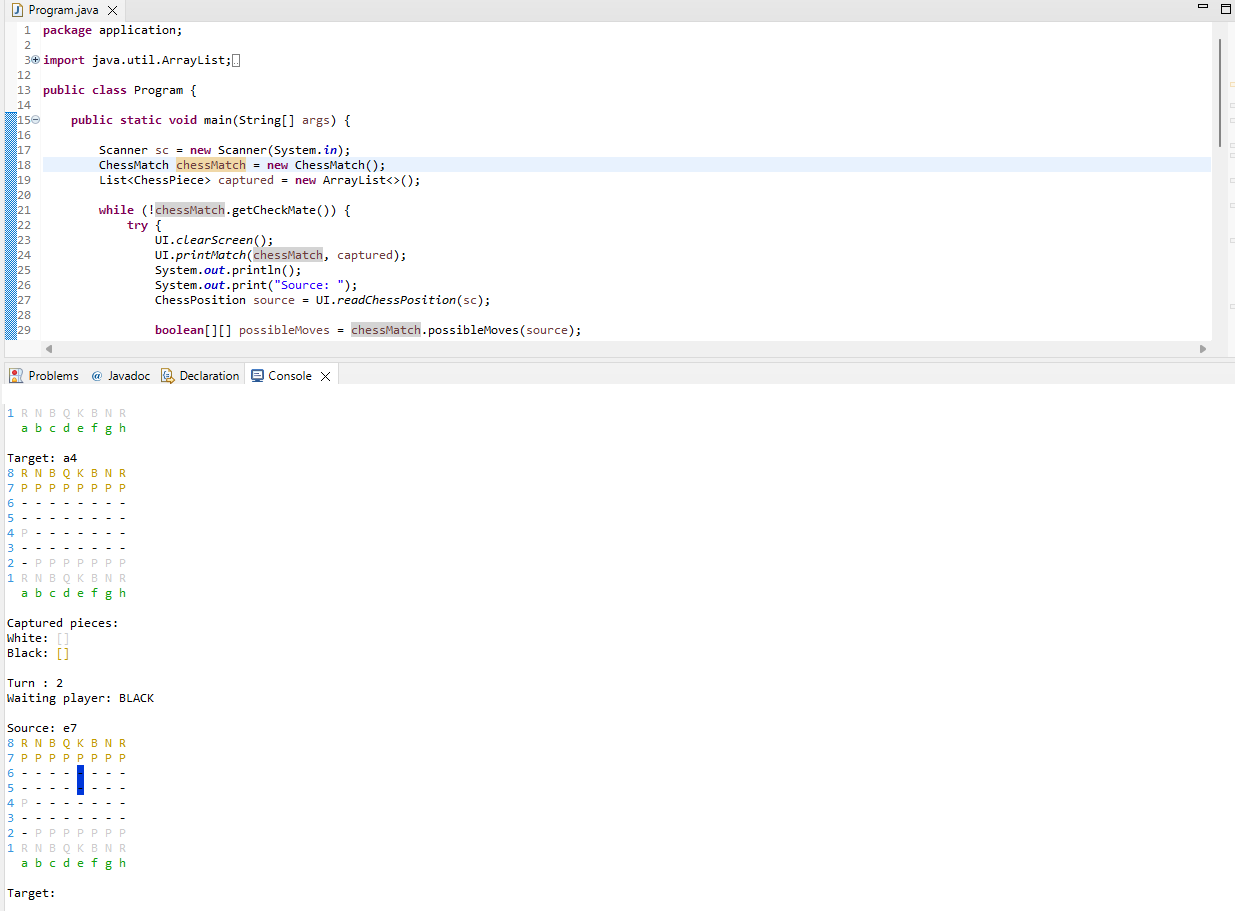 Program.java
1 package application;
2
3 import java.util.ArrayList;
12
13 public class Program {
14
15 public static void main(String[] args) {
16
17 Scanner sc = new Scanner(System.in);
18 ChessMatch chessMatch = new ChessMatch();
19 List<ChessPiece> captured = new ArrayList<>();
20
21 while (!chessMatch.getCheckMate()) {
22 try {
23 UI.clearScreen();
24 UI.printMatch(chessMatch, captured);
25 System.out.println();
26 System.out.print("Source: ");
27 ChessPosition source = UI.readChessPosition(sc);
28
29 boolean[][] possibleMoves = chessMatch.possibleMoves(source);
Problems @ Javadoc Declaration Console
1 R N B Q K B N R
a b c d e f g h
Target: a4
8 R N B Q K B N R
7 P P P P P P P P
6 - - - - - - - -
5 - - - - - - - -
4 P - - - - - - -
3 - - - - - - - -
2 - P P P P P P P
1 R N B Q K B N R
a b c d e f g h
Captured pieces:
White: []
Black: []
Turn : 2
Waiting player: BLACK
Source: e7
8 R N B Q K B N R
7 P P P P P P P P
6 - - - - - - - -
5 - - - - - - - -
4 P - - - - - - -
3 - - - - - - - -
2 - P P P P P P P
1 R N B Q K B N R
a b c d e f g h
Target: